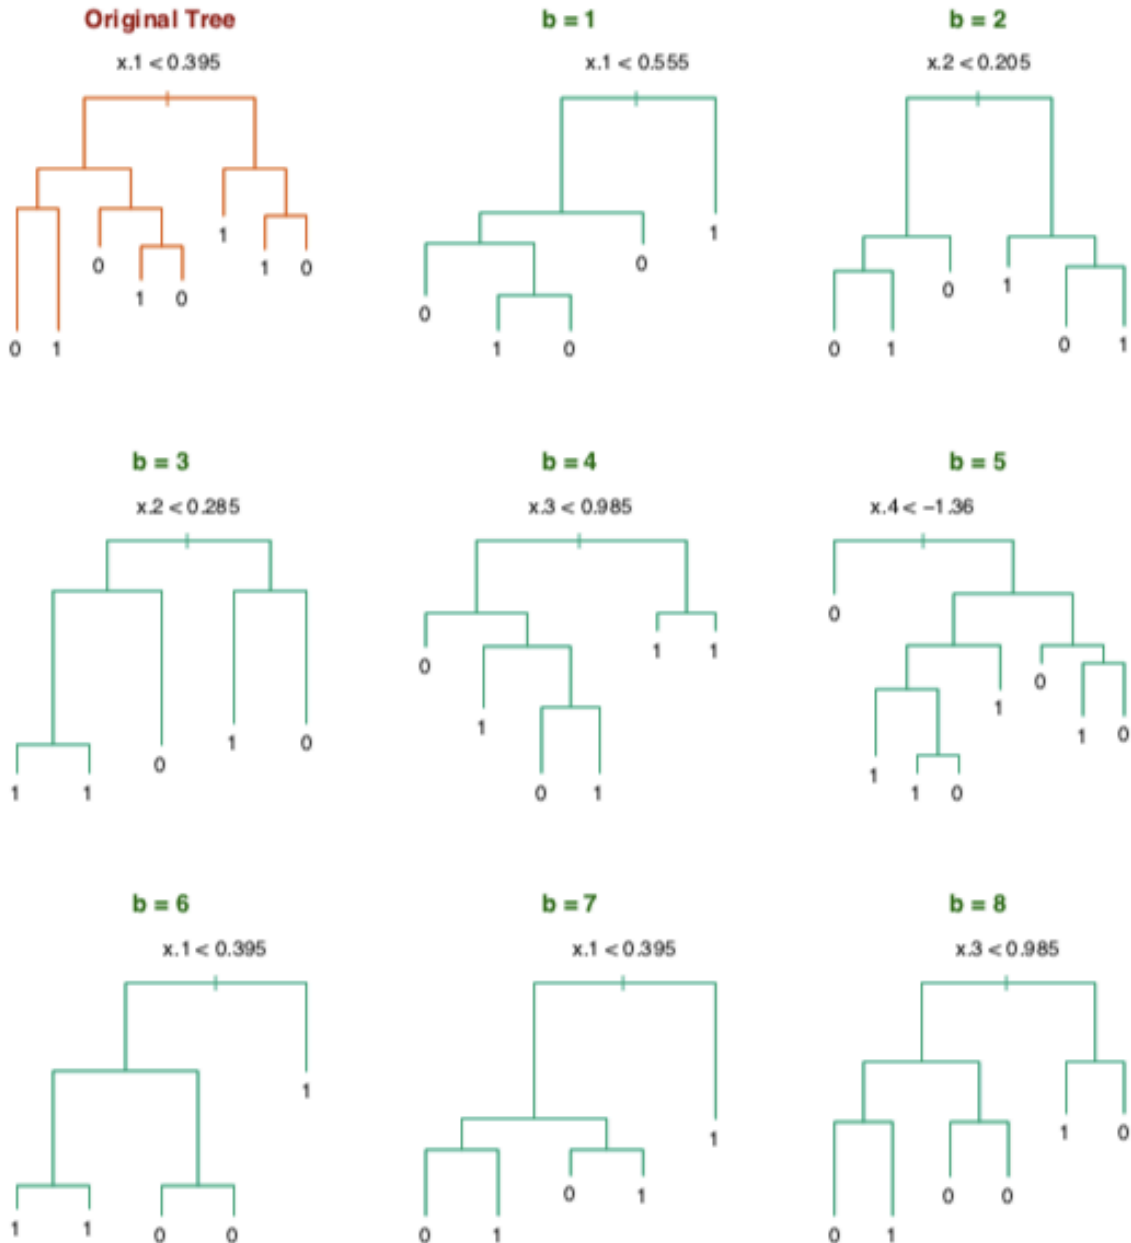 Original Tree
x.1 < 0.395
1
0
1 0
1 0
0 1
b = 1
x.1 < 0.555
1
0
0
1 0
b = 2
x.2 < 0.205
0 1
0 1
0 1
b = 3
x.2 < 0.285
1 0
0
1 1
b = 4
x.3 < 0.985
1 1
0
1
0 1
b = 5
x.4 < −1.36
0
0
1
1 0
1
1 0
b = 6
x.1 < 0.395
1
1 1 0 0
b = 7
x.1 < 0.395
1
0 1
0 1
b = 8
x.3 < 0.985
1 0
0 0
0 1